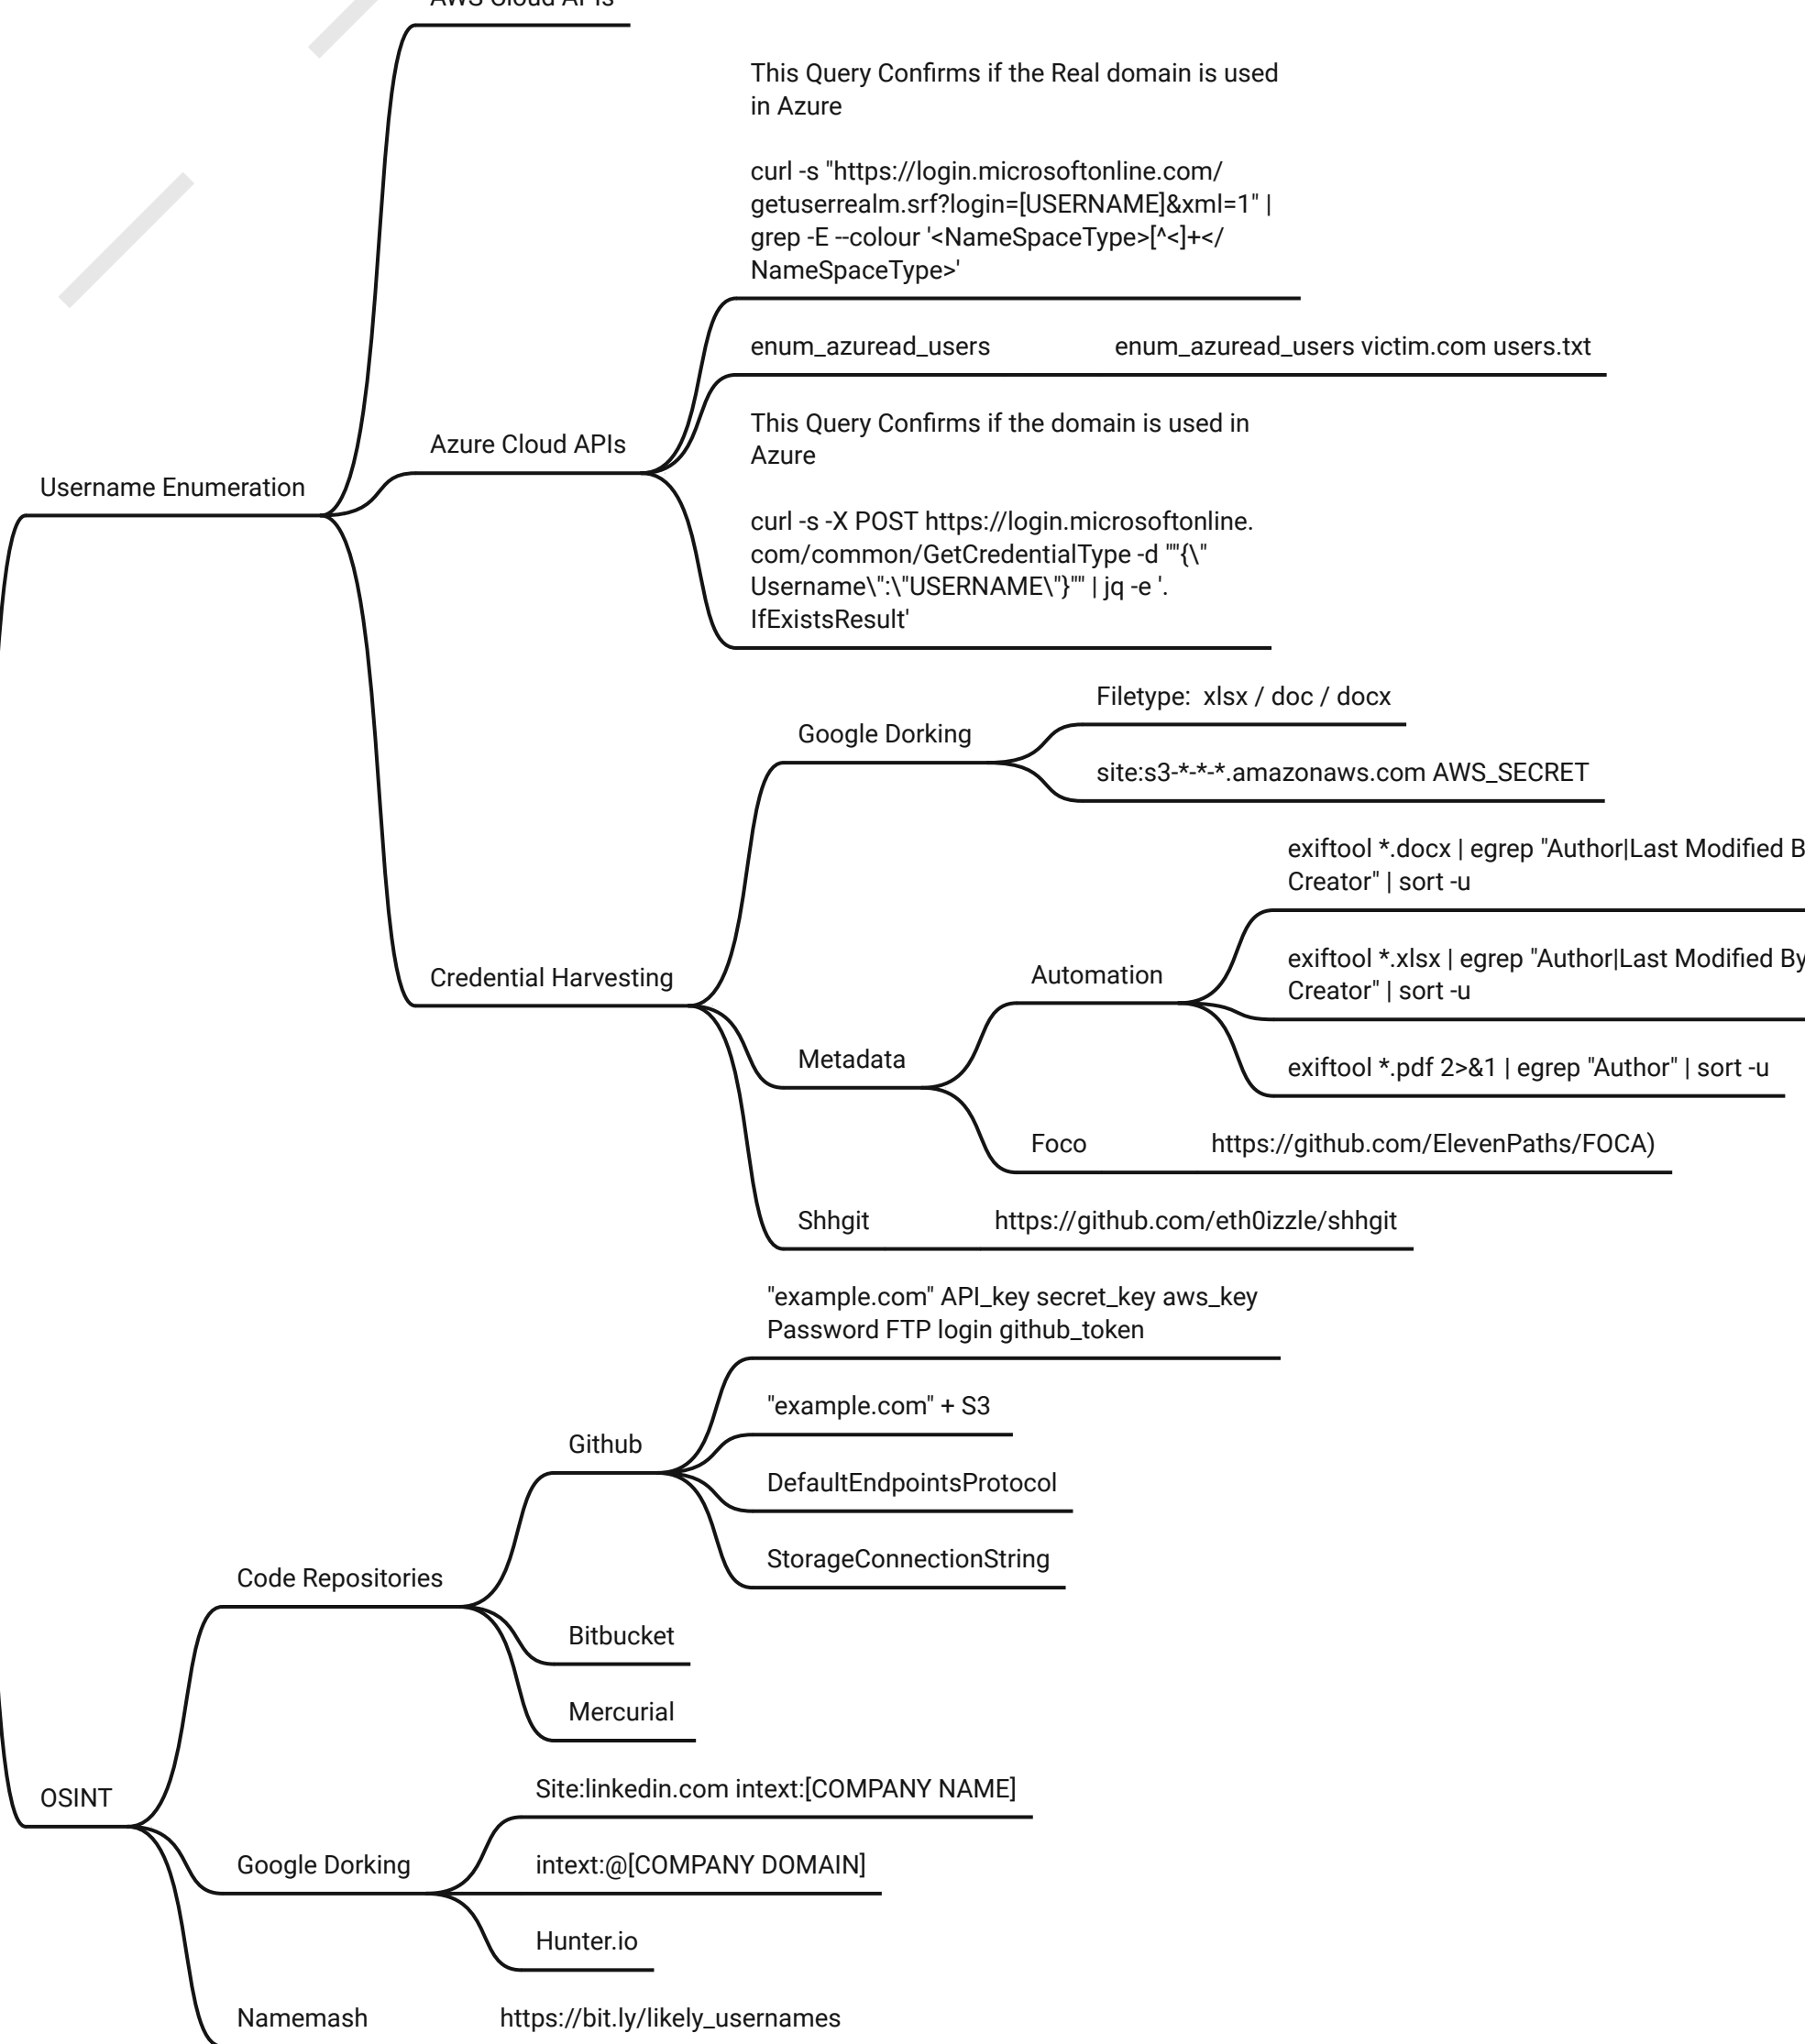 AWS Cloud APIs
This Query Confirms if the Real domain is used
in Azure
curl -s "https://login.microsoftonline.com/
getuserrealm.srf?login=[USERNAME]&xml=1" |
grep -E --colour '<NameSpaceType>[^<]+</
NameSpaceType>'
enum_azuread_users
enum_azuread_users victim.com users.txt
Azure Cloud APIs
This Query Confirms if the domain is used in
Azure
curl -s -X POST https://login.microsoftonline.
com/common/GetCredentialType -d ""{\"
Username\":\"USERNAME\"}"" | jq -e '.
IfExistsResult'
Username Enumeration
Filetype:  xlsx / doc / docx
Google Dorking
site:s3-*-*-*.amazonaws.com AWS_SECRET
exiftool *.docx | egrep "Author|Last Modified B
Creator" | sort -u
exiftool *.xlsx | egrep "Author|Last Modified By
Creator" | sort -u
Automation
Credential Harvesting
exiftool *.pdf 2>&1 | egrep "Author" | sort -u
Metadata
Foco
https://github.com/ElevenPaths/FOCA)
Shhgit
https://github.com/eth0izzle/shhgit
"example.com" API_key secret_key aws_key
Password FTP login github_token
"example.com" + S3
Github
DefaultEndpointsProtocol
StorageConnectionString
Code Repositories
Bitbucket
Mercurial
OSINT
Site:linkedin.com intext:[COMPANY NAME]
Google Dorking
intext:@[COMPANY DOMAIN]
Hunter.io
Namemash
https://bit.ly/likely_usernames